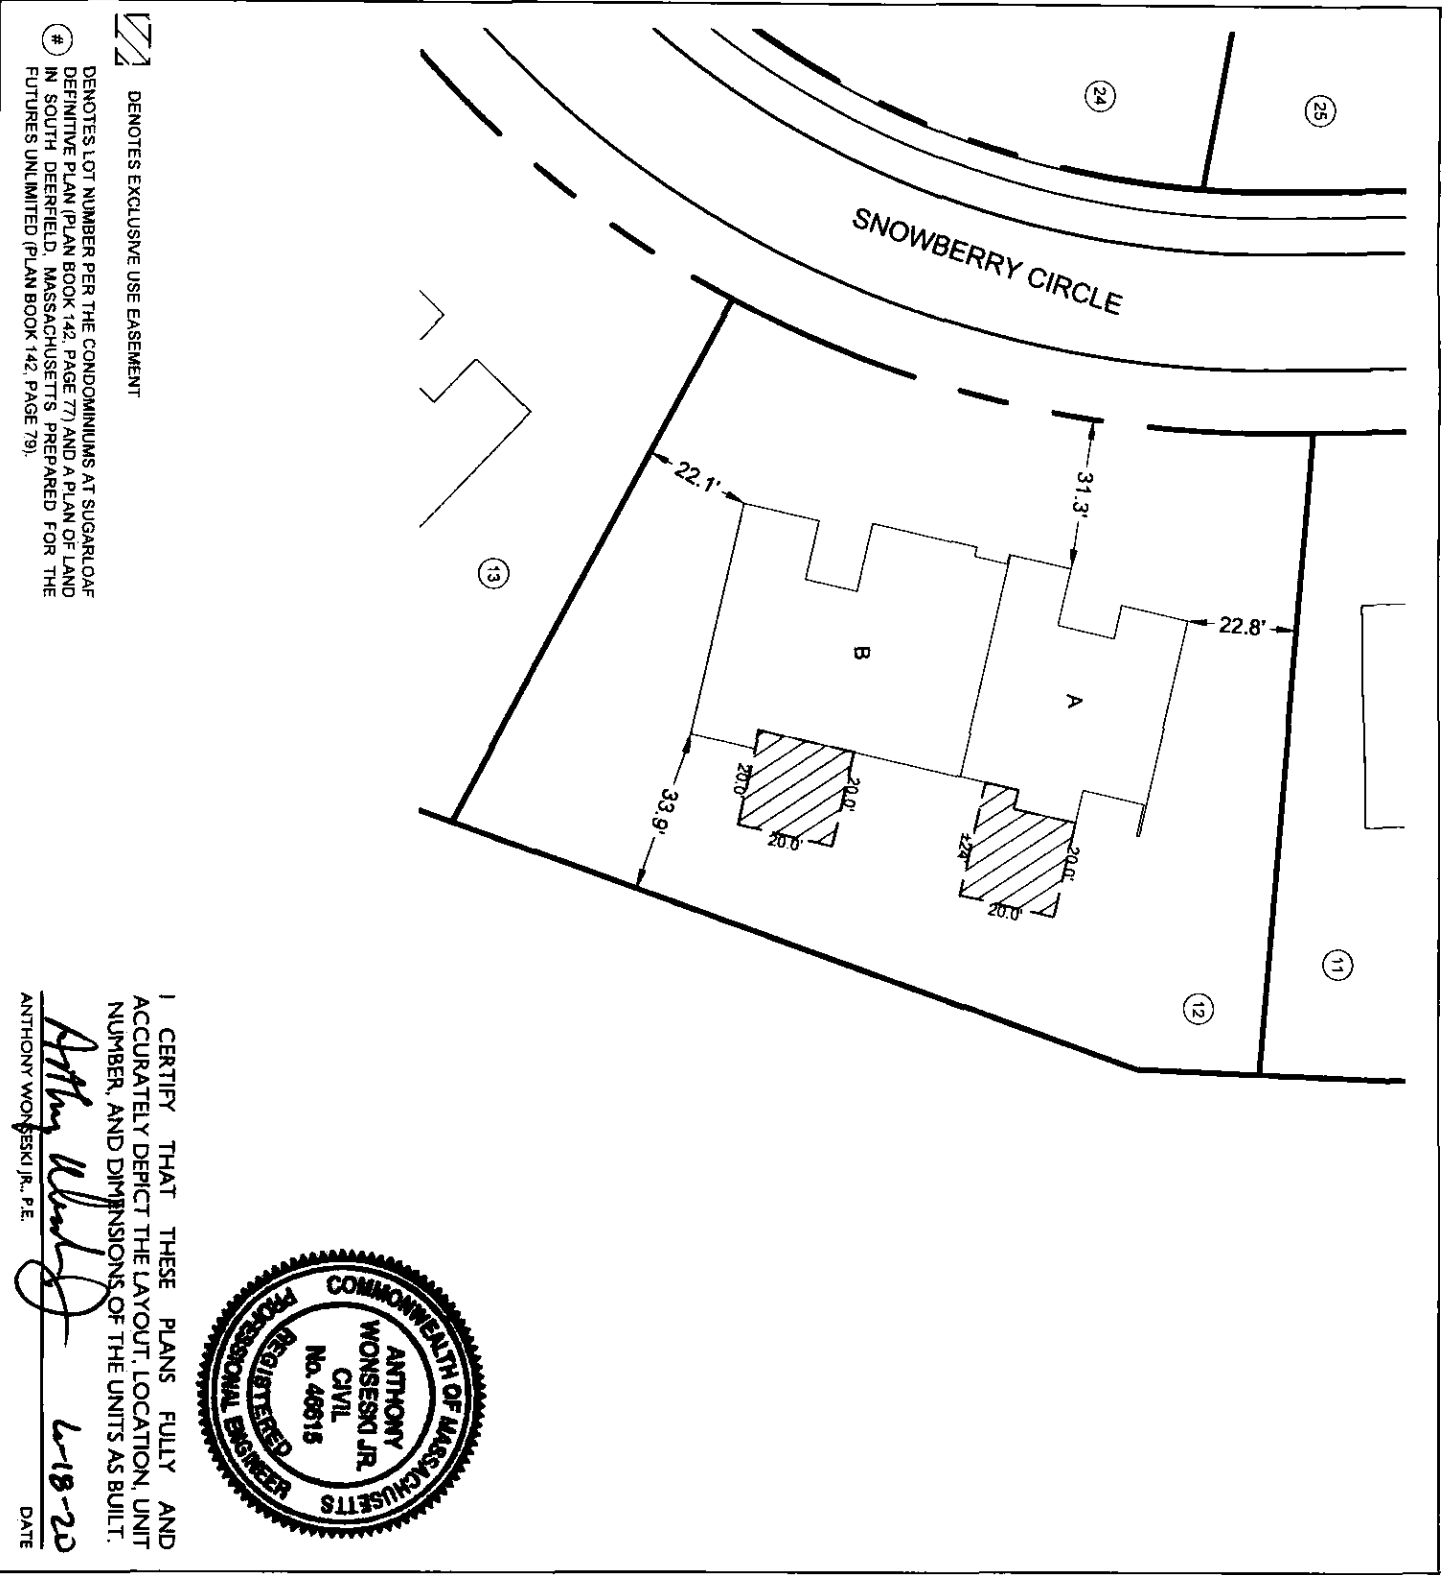 25
24
SNOWBERRY CIRCLE
31.3'
22.1'
22.8'
13
B
A
33.9'
20.0'
20.0'
20.0'
±24'
20.0'
20.0'
11
12
DENOTES EXCLUSIVE USE EASEMENT
#
DENOTES LOT NUMBER PER THE CONDOMINIUMS AT SUGARLOAF
DEFINITIVE PLAN (PLAN BOOK 142, PAGE 77) AND A PLAN OF LAND
IN SOUTH DEERFIELD, MASSACHUSETTS PREPARED FOR THE
FUTURES UNLIMITED (PLAN BOOK 142, PAGE 79).
I CERTIFY THAT THESE PLANS FULLY AND
ACCURATELY DEPICT THE LAYOUT, LOCATION, UNIT
NUMBER, AND DIMENSIONS OF THE UNITS AS BUILT.
6-18-20
ANTHONY WONSESKI JR., P.E.
DATE
COMMONWEALTH OF MASSACHUSETTS
ANTHONY
WONSESKI JR.
CIVIL
No. 46615
REGISTERED
PROFESSIONAL ENGINEER